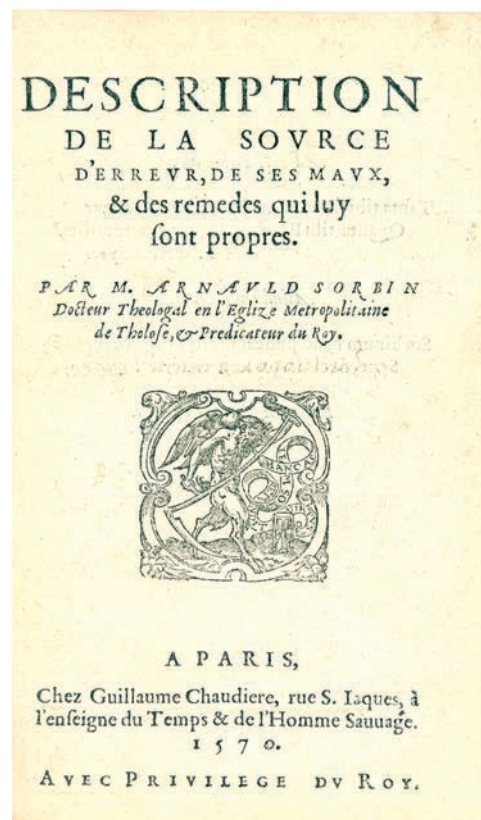 DESCRIPTION
DE LA SOVRCE
D'ERREVR, DE SES MAVX,
& des remedes qui luy
ſont propres.
PAR M. ARNAVLD SORBIN
Docteur Theologal en l'Eglize Metropolitaine
de Tholoſe, & Predicateur du Roy.
HANC
A PARIS,
Chez Guillaume Chaudiere, rue S. Iaques, à
l'enſeigne du Temps & de l'Homme Sauuage.
1570.
AVEC PRIVILEGE DV ROY.